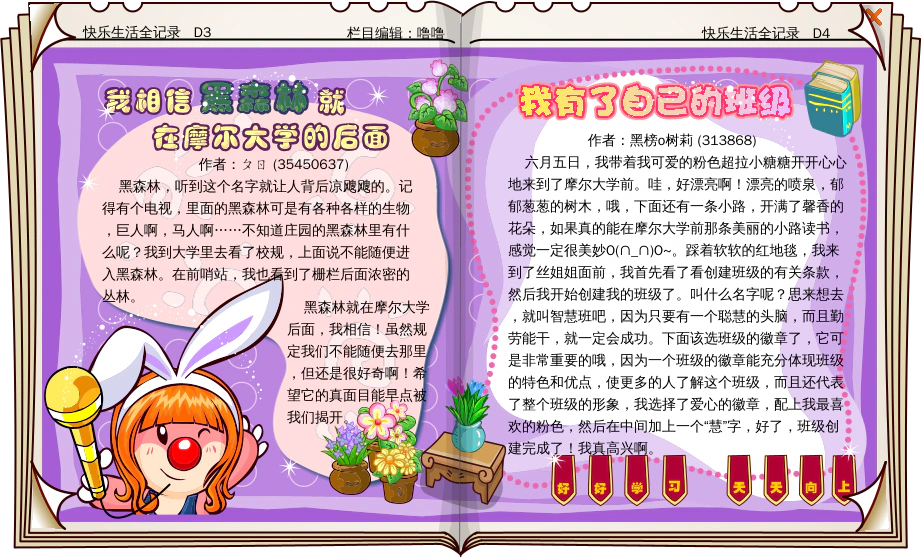 快乐生活全记录 D3
栏目编辑：噜噜
我相信黑森林就
在摩尔大学的后面
作者：夕日 (35450637)
黑森林，听到这个名字就让人背后凉飕飕的。记
得有个电视，里面的黑森林可是有各种各样的生物
，巨人啊，马人啊……不知道庄园的黑森林里有什
么呢？我到大学里去看了校规，上面说不能随便进
入黑森林。在前哨站，我也看到了栅栏后面浓密的
丛林。
黑森林就在摩尔大学
后面，我相信！虽然规
定我们不能随便去那里
，但还是很好奇啊！希
望它的真面目能早点被
我们揭开。
快乐生活全记录 D4
我有了自己的班级
作者：黑榜o树莉 (313868)
六月五日，我带着我可爱的粉色超拉小糖糖开开心心
地来到了摩尔大学前。哇，好漂亮啊！漂亮的喷泉，郁
郁葱葱的树木，哦，下面还有一条小路，开满了馨香的
花朵，如果真的能在摩尔大学前那条美丽的小路读书，
感觉一定很美妙0(∩_∩)0~。踩着软软的红地毯，我来
到了丝姐姐面前，我首先看了看创建班级的有关条款，
然后我开始创建我的班级了。叫什么名字呢？思来想去
，就叫智慧班吧，因为只要有一个聪慧的头脑，而且勤
劳能干，就一定会成功。下面该选班级的徽章了，它可
是非常重要的哦，因为一个班级的徽章能充分体现班级
的特色和优点，使更多的人了解这个班级，而且还代表
了整个班级的形象，我选择了爱心的徽章，配上我最喜
欢的粉色，然后在中间加上一个“慧”字，好了，班级创
建完成了！我真高兴啊。
好好学习 天天向上